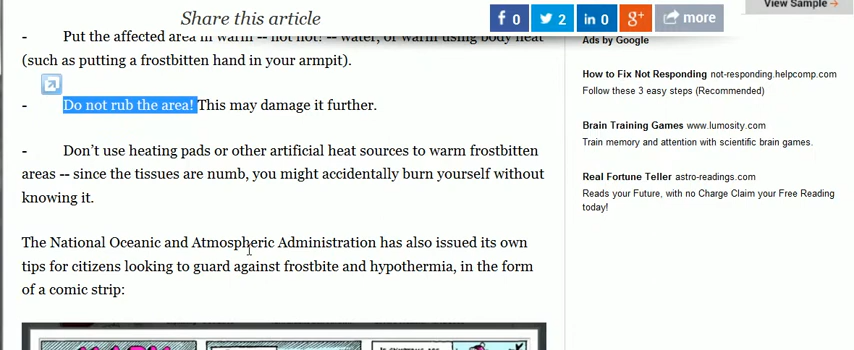 Share this article
f 0
2
in 0
g+
more
View Sample →
- Put the affected area in warm -- not hot! -- water, or warm using body heat
(such as putting a frostbitten hand in your armpit).
- Do not rub the area! This may damage it further.
- Don’t use heating pads or other artificial heat sources to warm frostbitten
areas -- since the tissues are numb, you might accidentally burn yourself without
knowing it.
The National Oceanic and Atmospheric Administration has also issued its own
tips for citizens looking to guard against frostbite and hypothermia, in the form
of a comic strip:
Ads by Google
How to Fix Not Responding not-responding.helpcomp.com
Follow these 3 easy steps (Recommended)
Brain Training Games www.lumosity.com
Train memory and attention with scientific brain games.
Real Fortune Teller astro-readings.com
Reads your Future, with no Charge Claim your Free Reading
today!